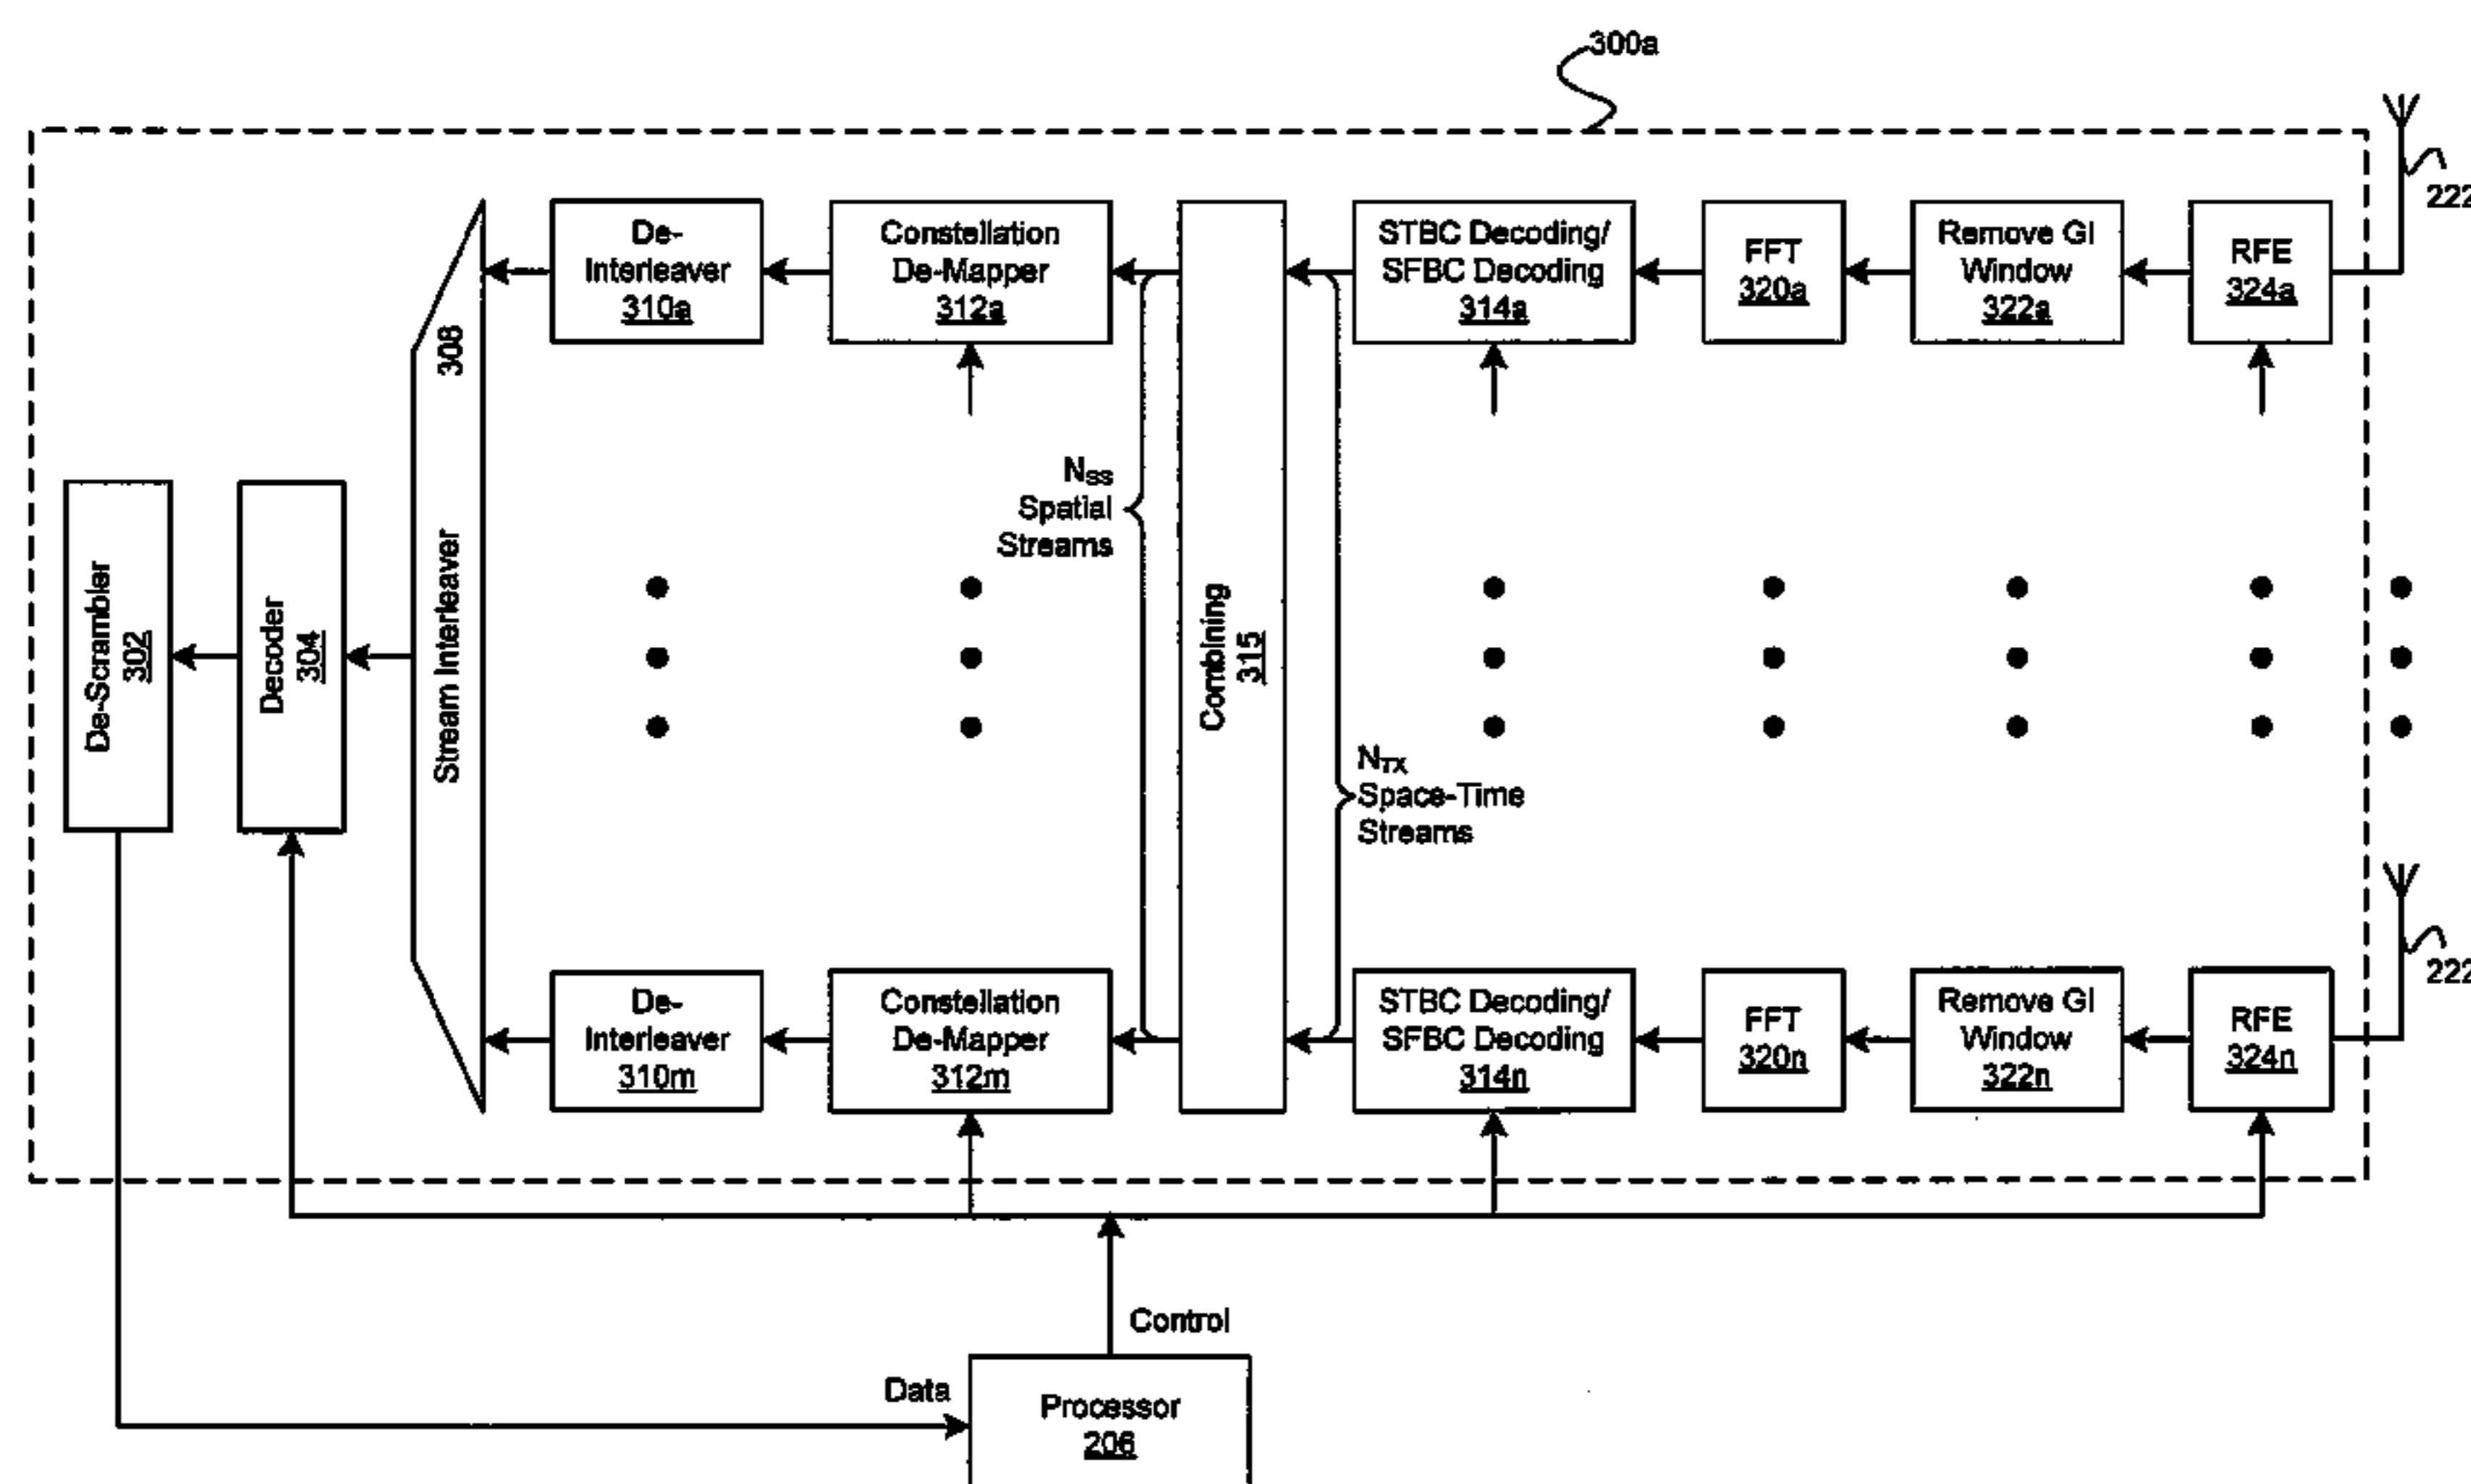 300a
222
De-
Interleaver
310a
Constellation
De-Mapper
312a
STBC Decoding/
SFBC Decoding
314a
FFT
320a
Remove GI
Window
322a
RFE
324a
308
Stream Interleaver
De-Scrambler
302
Decoder
304
NSS
Spatial
Streams
Combining
315
NTX
Space-Time
Streams
222
De-
Interleaver
310m
Constellation
De-Mapper
312m
STBC Decoding/
SFBC Decoding
314n
FFT
320n
Remove GI
Window
322n
RFE
324n
Control
Data
Processor
206